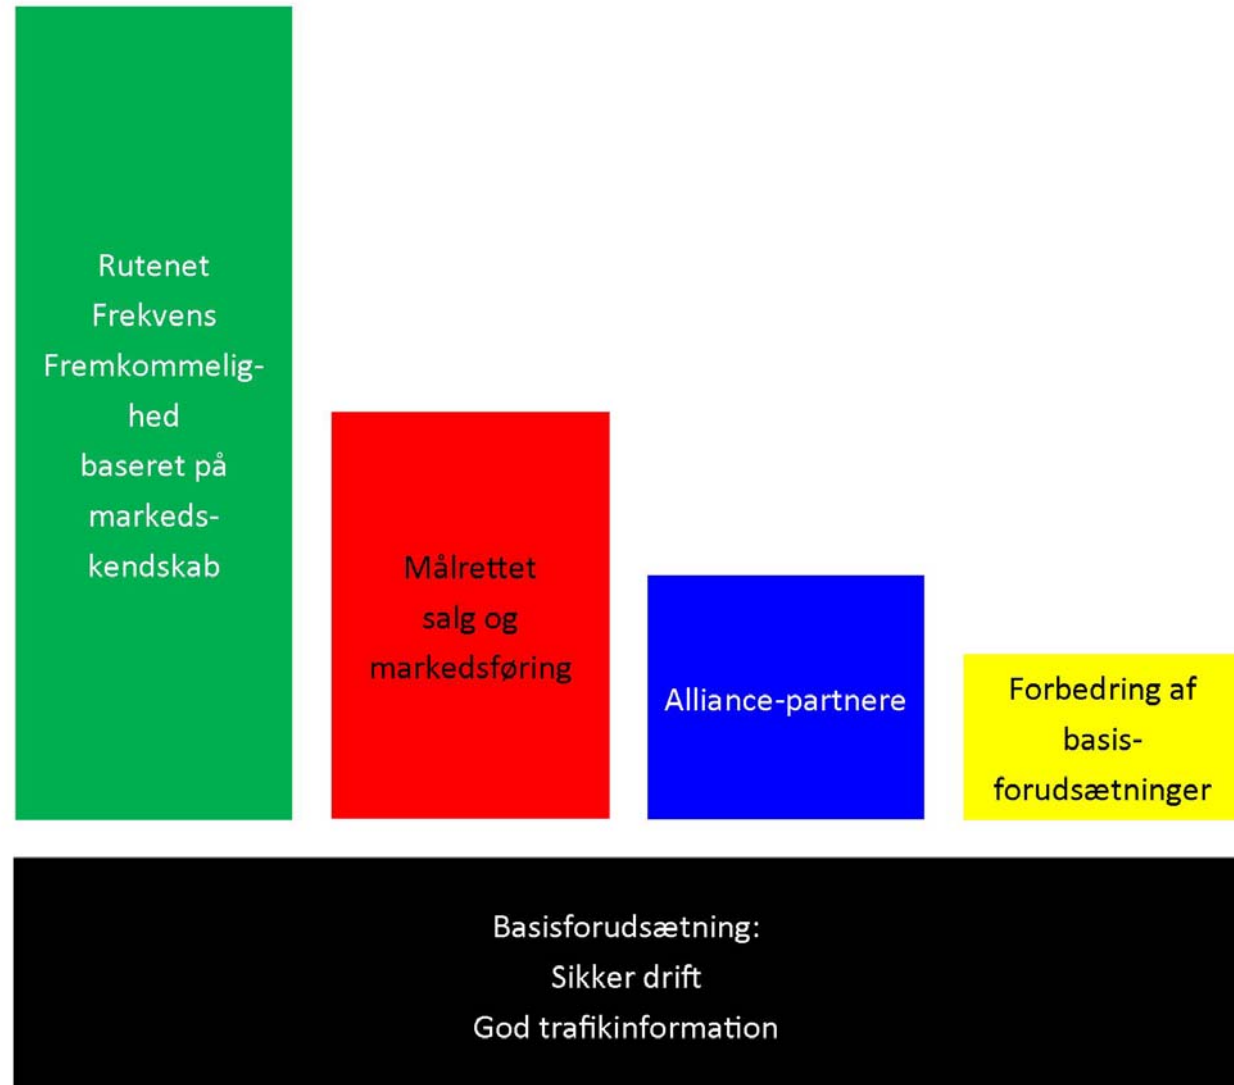 Rutenet
Frekvens
Fremkommelig-
hed
baseret på
markeds-
kendskab
Målrettet
salg og
markedsføring
Alliance-partnere
Forbedring af
basis-
forudsætninger
Basisforudsætning:
Sikker drift
God trafikinformation